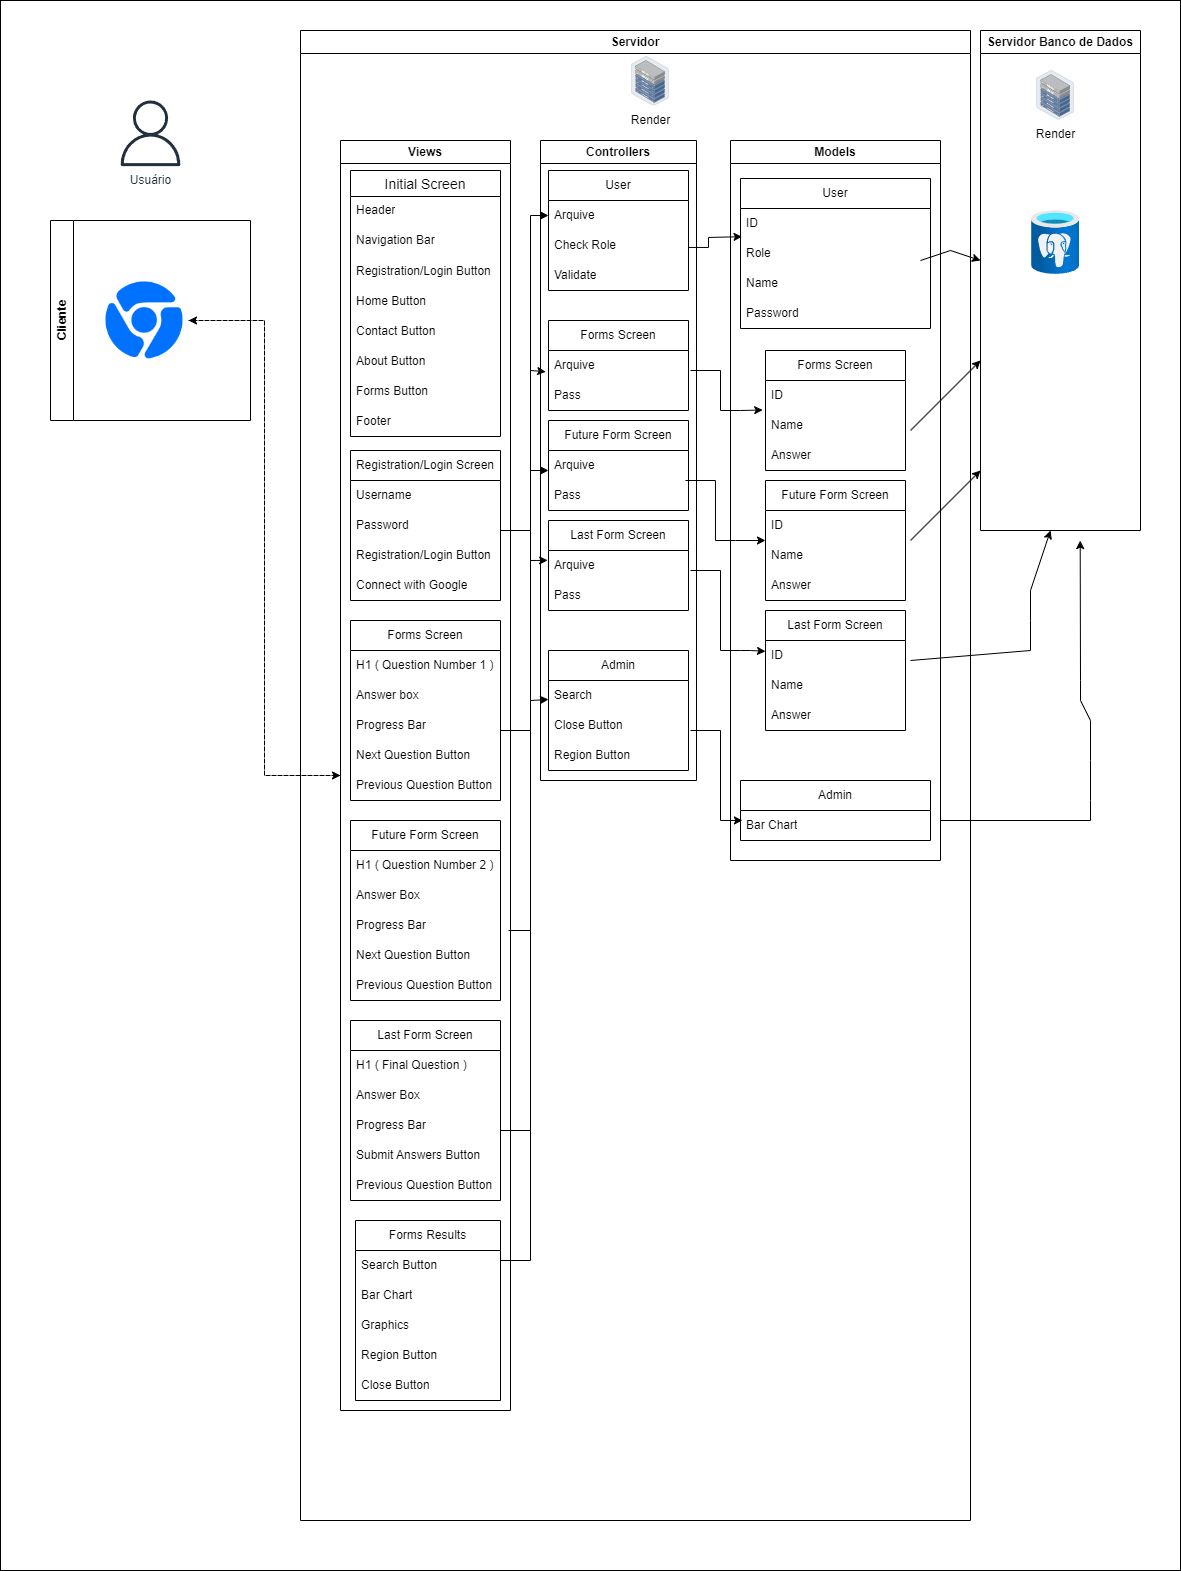 Usuário
Cliente
Servidor
Render
Views
Initial Screen
Header
Navigation Bar
Registration/Login Button
Home Button
Contact Button
About Button
Forms Button
Footer
Registration/Login Screen
Username
Password
Registration/Login Button
Connect with Google
Forms Screen
H1 ( Question Number 1 )
Answer box
Progress Bar
Next Question Button
Previous Question Button
Future Form Screen
H1 ( Question Number 2 )
Answer Box
Progress Bar
Next Question Button
Previous Question Button
Last Form Screen
H1 ( Final Question )
Answer Box
Progress Bar
Submit Answers Button
Previous Question Button
Forms Results
Search Button
Bar Chart
Graphics
Region Button
Close Button
Controllers
User
Arquive
Check Role
Validate
Forms Screen
Arquive
Pass
Future Form Screen
Arquive
Pass
Last Form Screen
Arquive
Pass
Admin
Search
Close Button
Region Button
Models
User
ID
Role
Name
Password
Forms Screen
ID
Name
Answer
Future Form Screen
ID
Name
Answer
Last Form Screen
ID
Name
Answer
Admin
Bar Chart
Servidor Banco de Dados
Render